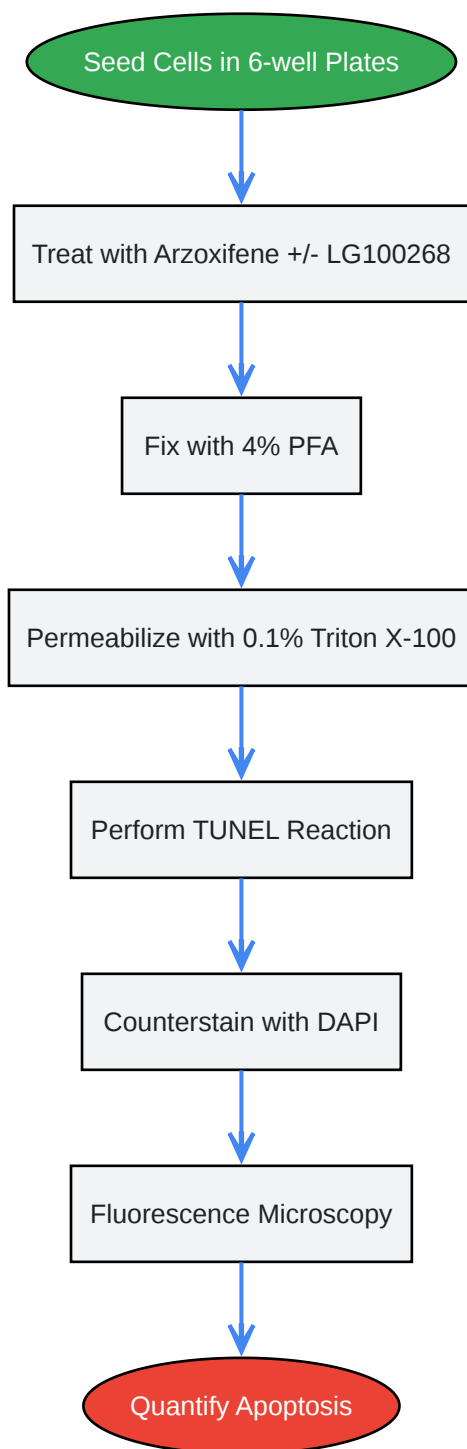 Seed Cells in 6-well Plates
Treat with Arzoxifene +/- LG100268
Fix with 4% PFA
Permeabilize with 0.1% Triton X-100
Perform TUNEL Reaction
Counterstain with DAPI
Fluorescence Microscopy
Quantify Apoptosis